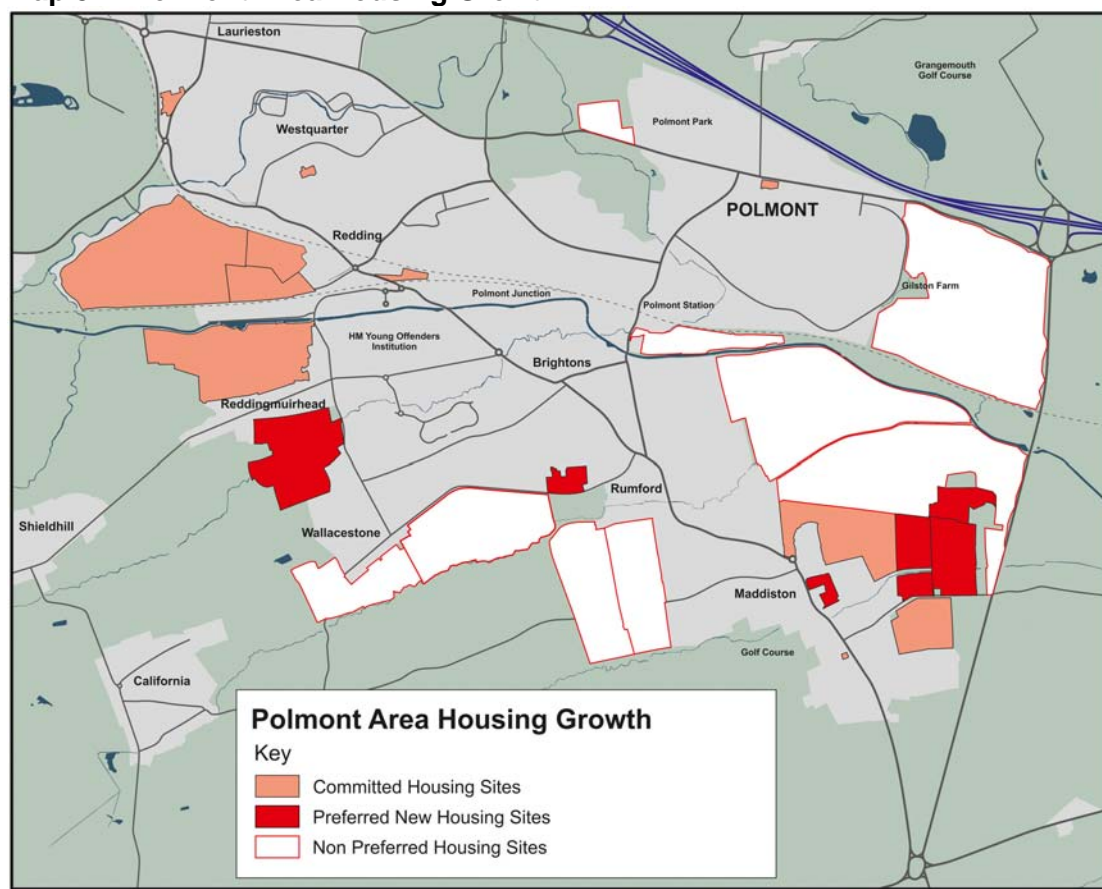 Laurieston
Grangemouth
Golf Course
Polmont Park
Westquarter
POLMONT
Redding
Gilston Farm
Polmont Junction
Polmont Station
HM Young Offenders
Institution
Brightons
Reddingmuirhead
Rumford
Shieldhill
Wallacestone
Maddiston
Golf Course
California
Polmont Area Housing Growth
Key
Committed Housing Sites
Preferred New Housing Sites
Non Preferred Housing Sites